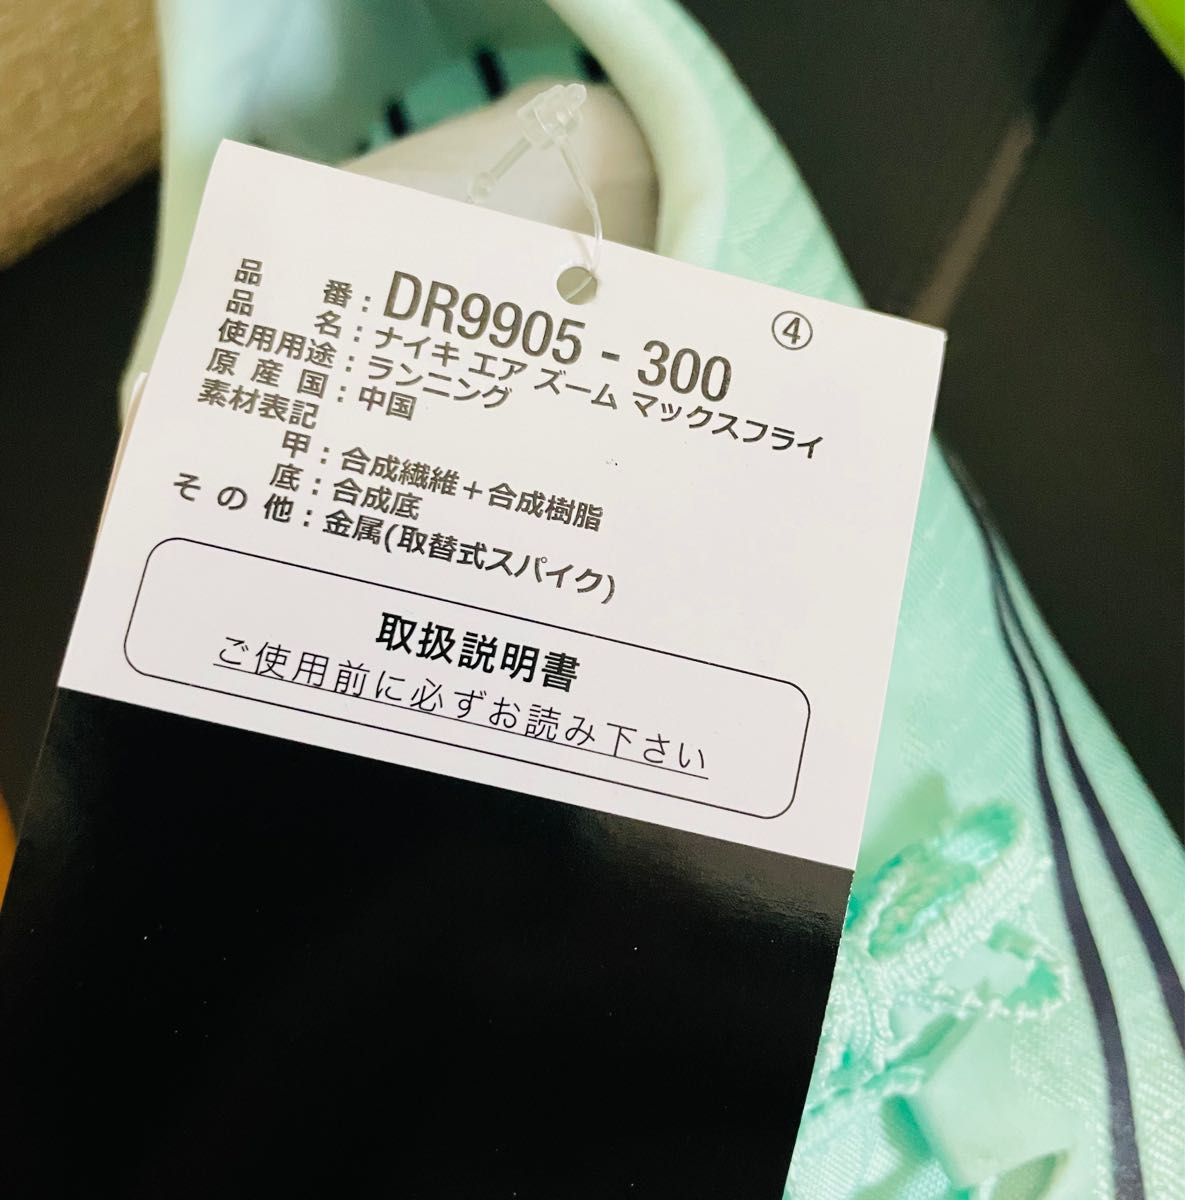 ④
品番：DR9905 - 300
品名：ナイキ エア ズーム マックスフライ
使用用途：ランニング
原産国：中国
素材表記
甲：合成繊維＋合成樹脂
底：合成底
その他：金属(取替式スパイク)
取扱説明書
ご使用前に必ずお読み下さい